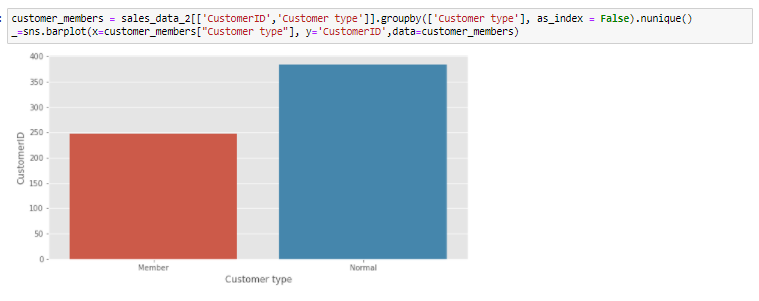 : customer_members = sales_data_2[['CustomerID','Customer type']].groupby(['Customer type'], as_index = False).nunique()
_=sns.barplot(x=customer_members["Customer type"], y='CustomerID',data=customer_members)
400
350
300
250
200
150
100
50
0
CustomerID
Member
Normal
Customer type